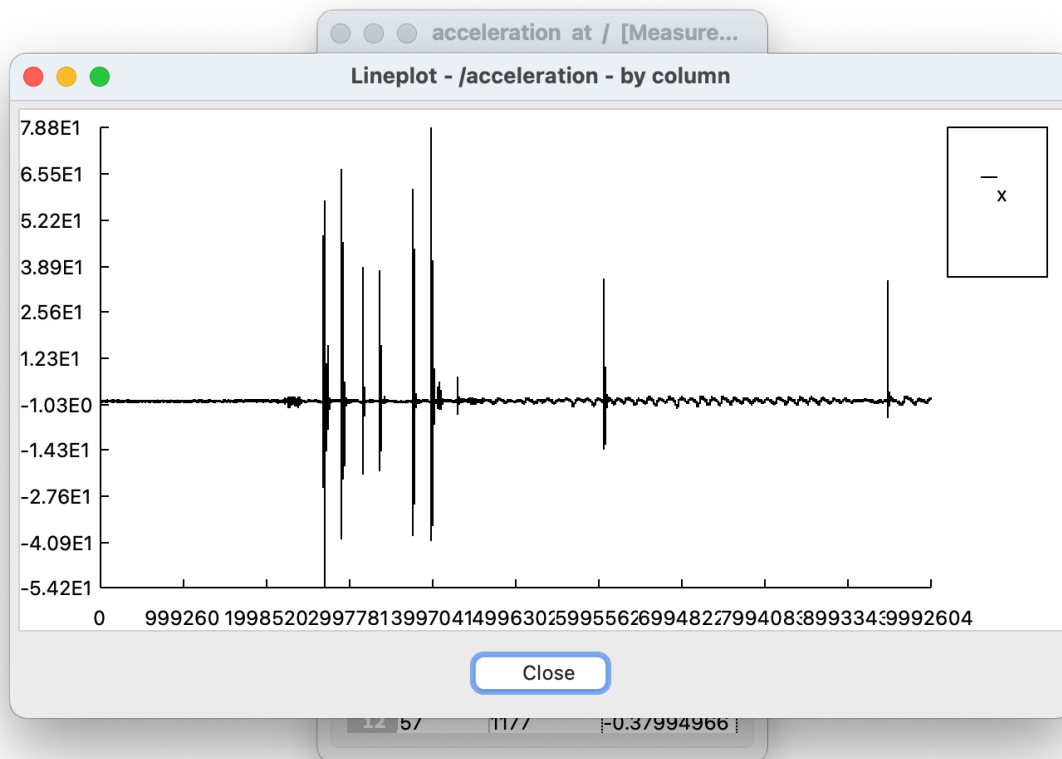 acceleration at / [Measure...
Lineplot - /acceleration - by column
7.88E1
6.55E1
5.22E1
3.89E1
2.56E1
1.23E1
-1.03E0
-1.43E1
-2.76E1
-4.09E1
-5.42E1
x
0 999260 1998520 2997781 3997041 4996302 5995562 6994822 7994083 8993343 9992604
Close
12 57 1177 -0.37994966